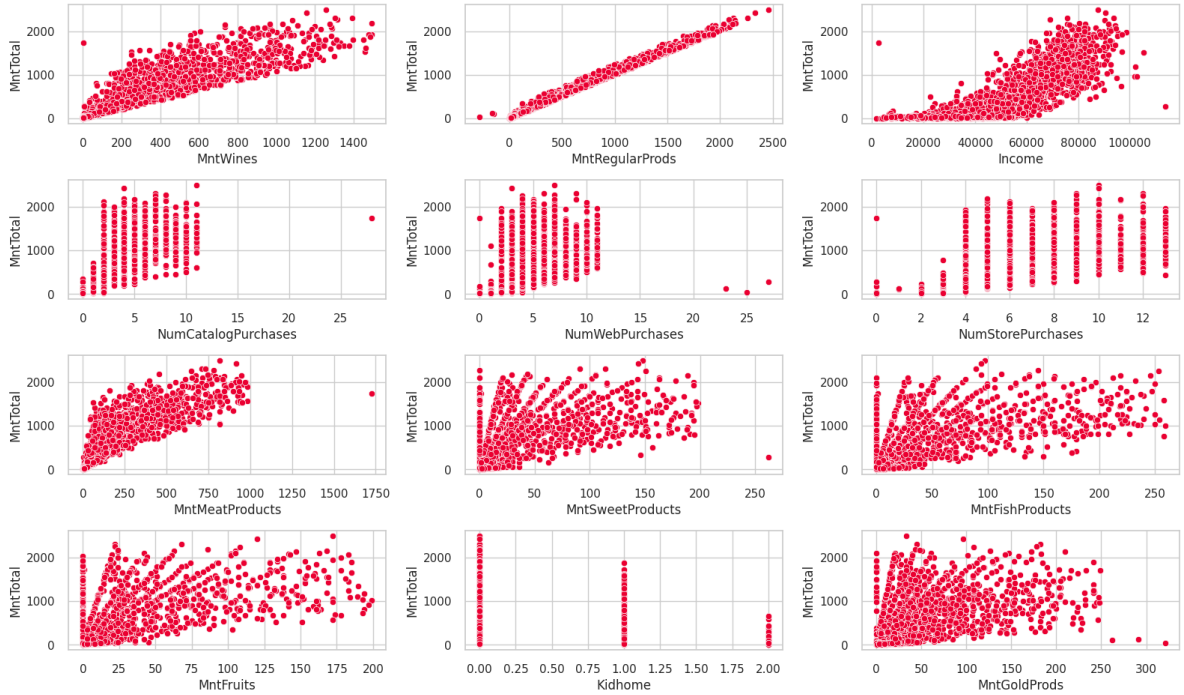 MntTotal
2000
1000
0
0 200 400 600 800 1000 1200 1400
MntWines
MntTotal
2000
1000
0
0 500 1000 1500 2000 2500
MntRegularProds
MntTotal
2000
1000
0
0 20000 40000 60000 80000 100000
Income
MntTotal
2000
1000
0
0 5 10 15 20 25
NumCatalogPurchases
MntTotal
2000
1000
0
0 5 10 15 20 25
NumWebPurchases
MntTotal
2000
1000
0
0 2 4 6 8 10 12
NumStorePurchases
MntTotal
2000
1000
0
0 250 500 750 1000 1250 1500 1750
MntMeatProducts
MntTotal
2000
1000
0
0 50 100 150 200 250
MntSweetProducts
MntTotal
2000
1000
0
0 50 100 150 200 250
MntFishProducts
MntTotal
2000
1000
0
0 25 50 75 100 125 150 175 200
MntFruits
MntTotal
2000
1000
0
0.00 0.25 0.50 0.75 1.00 1.25 1.50 1.75 2.00
Kidhome
MntTotal
2000
1000
0
0 50 100 150 200 250 300
MntGoldProds